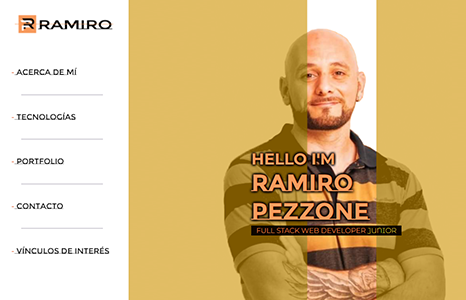 RAMIRO
ACERCA DE MÍ
TECNOLOGÍAS
PORTFOLIO
CONTACTO
VÍNCULOS DE INTERÉS
HELLO I'M
RAMIRO
PEZZONE
FULL STACK WEB DEVELOPER JUNIOR